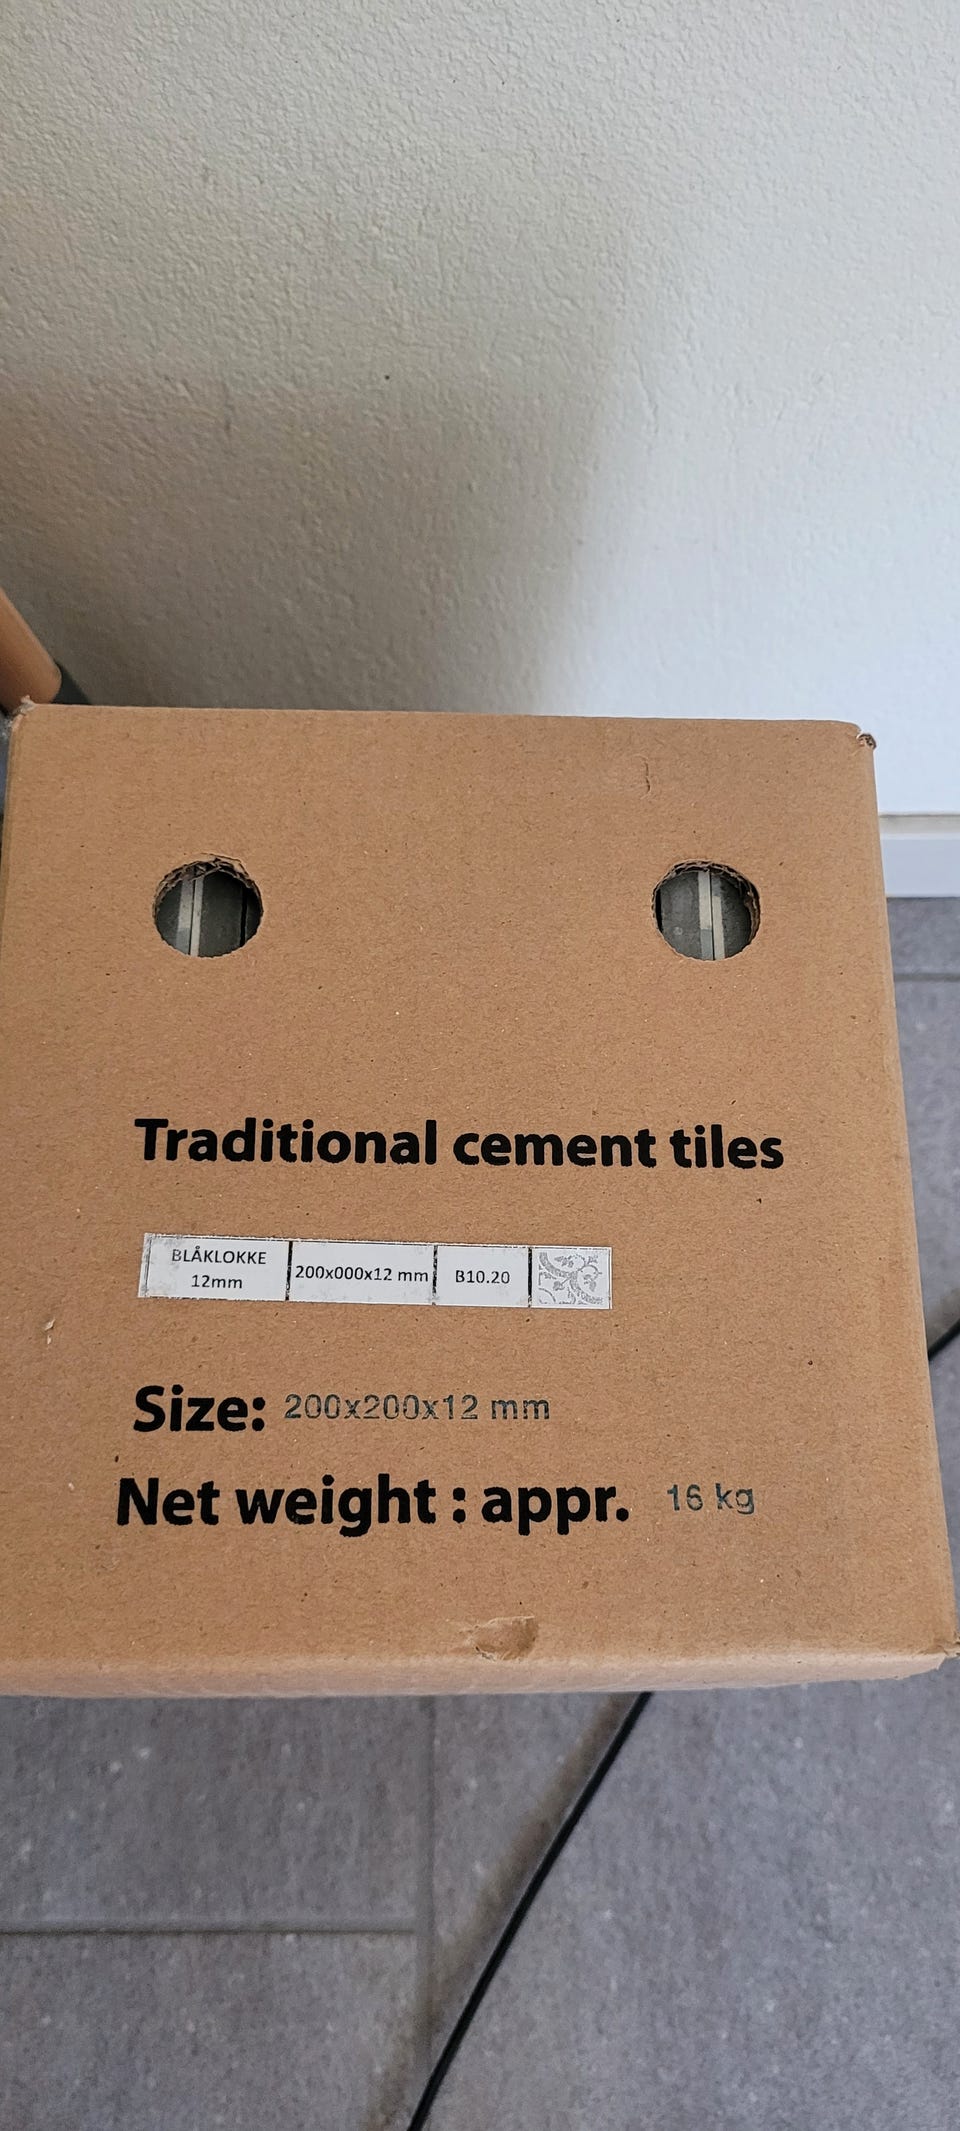 Traditional cement tiles
BLÅKLOKKE
12mm
200x000x12 mm
B10.20
Size: 200x200x12 mm
Net weight : appr. 16 kg